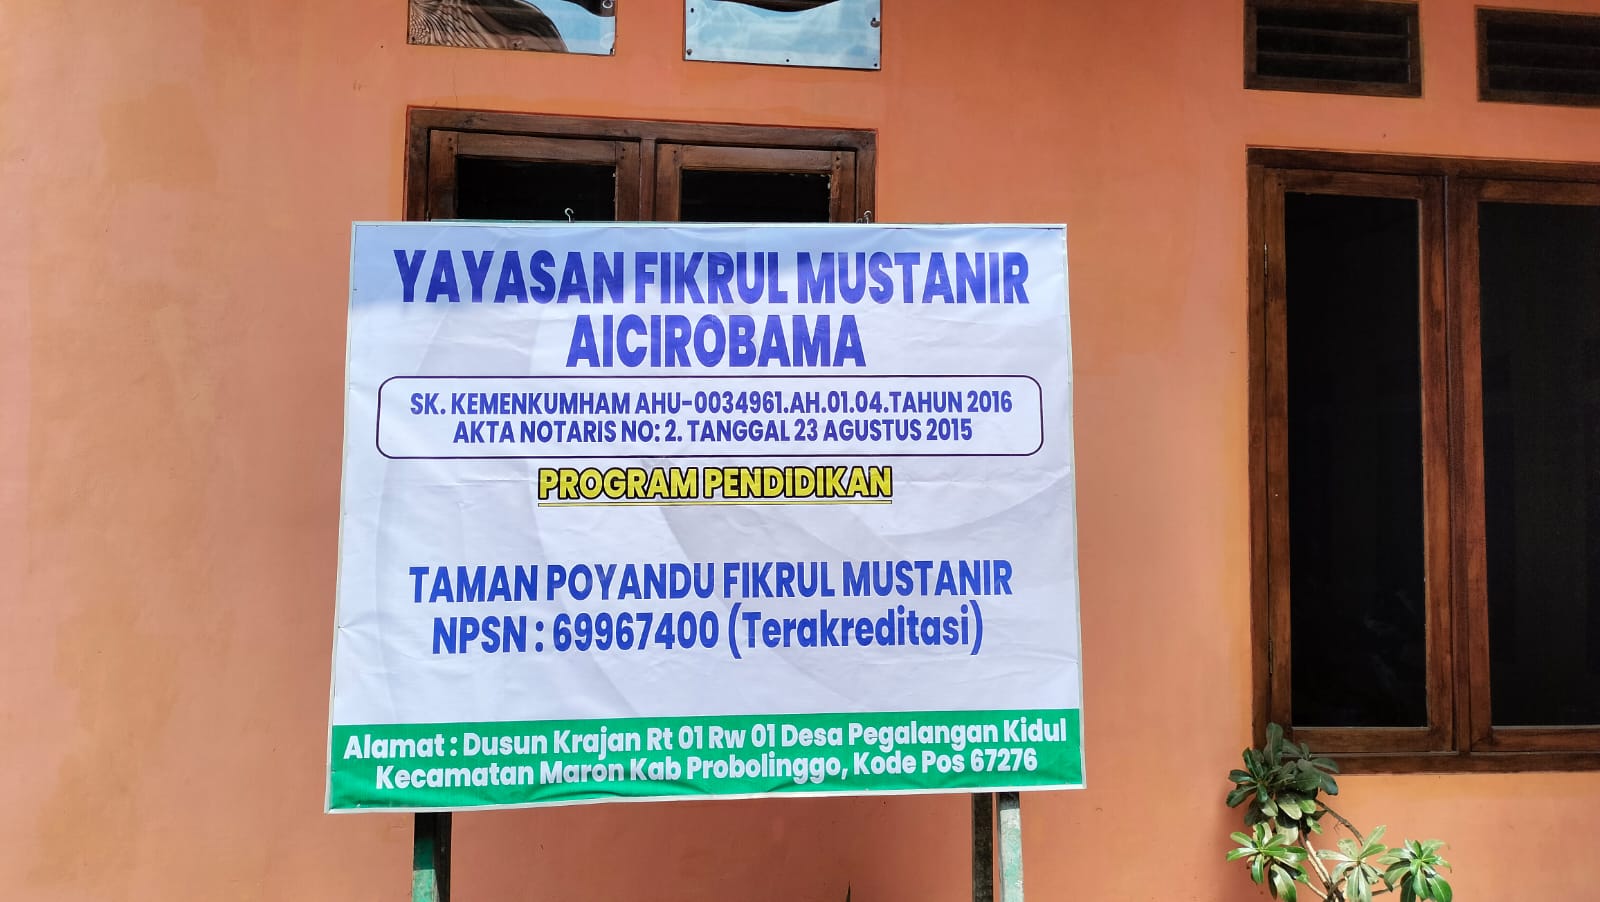 YAYASAN FIKRUL MUSTANIR
AICIROBAMA
SK. KEMENKUMHAM AHU-0034961.AH.01.04.TAHUN 2016
AKTA NOTARIS NO: 2. TANGGAL 23 AGUSTUS 2015
PROGRAM PENDIDIKAN
TAMAN POYANDU FIKRUL MUSTANIR
NPSN : 69967400 (Terakreditasi)
Alamat : Dusun Krajan Rt 01 Rw 01 Desa Pegalangan Kidul
Kecamatan Maron Kab Probolinggo, Kode Pos 67276